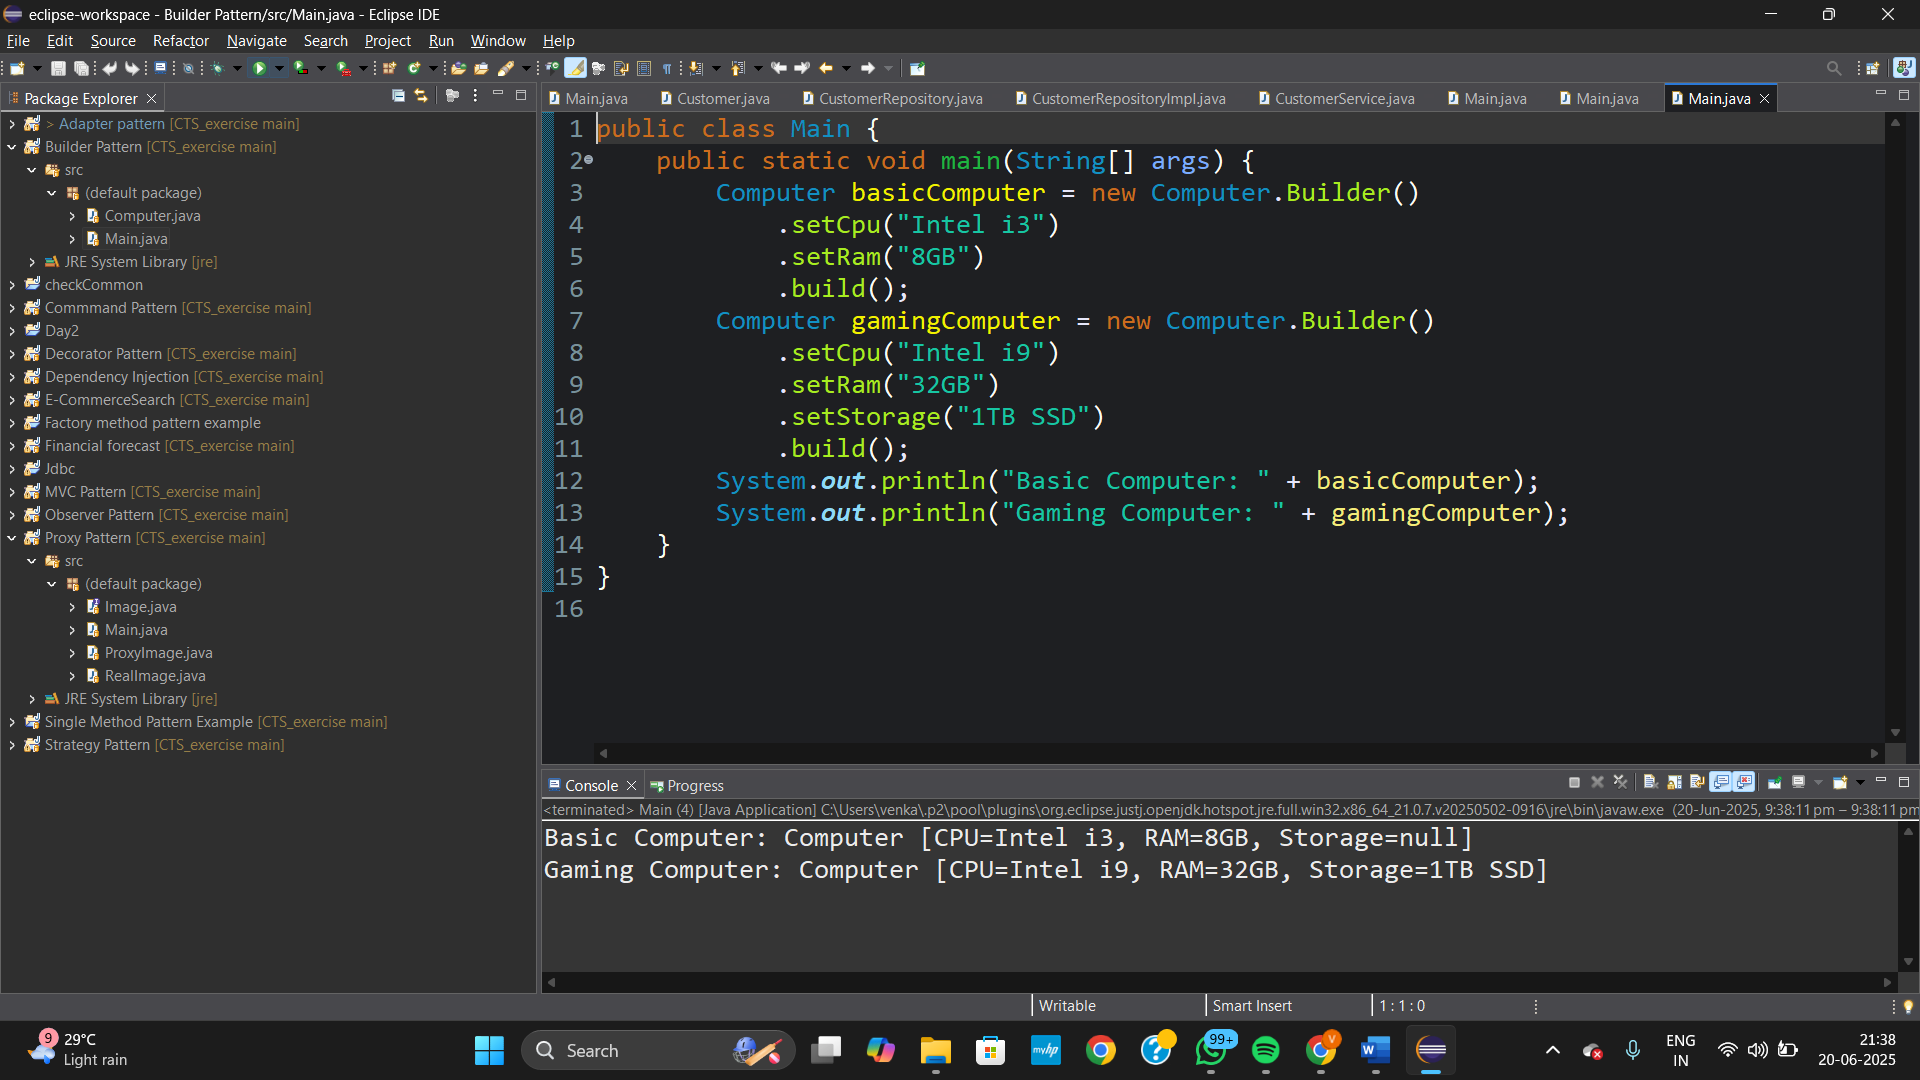 eclipse-workspace - Builder Pattern/src/Main.java - Eclipse IDE
File Edit Source Refactor Navigate Search Project Run Window Help
Package Explorer
> Adapter pattern [CTS_exercise main]
Builder Pattern [CTS_exercise main]
src
(default package)
Computer.java
Main.java
JRE System Library [jre]
checkCommon
Commmand Pattern [CTS_exercise main]
Day2
Decorator Pattern [CTS_exercise main]
Dependency Injection [CTS_exercise main]
E-CommerceSearch [CTS_exercise main]
Factory method pattern example
Financial forecast [CTS_exercise main]
Jdbc
MVC Pattern [CTS_exercise main]
Observer Pattern [CTS_exercise main]
Proxy Pattern [CTS_exercise main]
src
(default package)
Image.java
Main.java
ProxyImage.java
RealImage.java
JRE System Library [jre]
Single Method Pattern Example [CTS_exercise main]
Strategy Pattern [CTS_exercise main]
Main.java Customer.java CustomerRepository.java CustomerRepositoryImpl.java CustomerService.java Main.java Main.java Main.java
1 public class Main {
2     public static void main(String[] args) {
3         Computer basicComputer = new Computer.Builder()
4             .setCpu("Intel i3")
5             .setRam("8GB")
6             .build();
7         Computer gamingComputer = new Computer.Builder()
8             .setCpu("Intel i9")
9             .setRam("32GB")
10             .setStorage("1TB SSD")
11             .build();
12         System.out.println("Basic Computer: " + basicComputer);
13         System.out.println("Gaming Computer: " + gamingComputer);
14     }
15 }
16
Console Progress
<terminated> Main (4) [Java Application] C:\Users\venka\.p2\pool\plugins\org.eclipse.justj.openjdk.hotspot.jre.full.win32.x86_64_21.0.7.v20250502-0916\jre\bin\javaw.exe (20-Jun-2025, 9:38:11 pm – 9:38:11 pm
Basic Computer: Computer [CPU=Intel i3, RAM=8GB, Storage=null]
Gaming Computer: Computer [CPU=Intel i9, RAM=32GB, Storage=1TB SSD]
Writable Smart Insert 1 : 1 : 0
9 29°C
Light rain
Search
myhp
99+
V
ENG
IN
21:38
20-06-2025